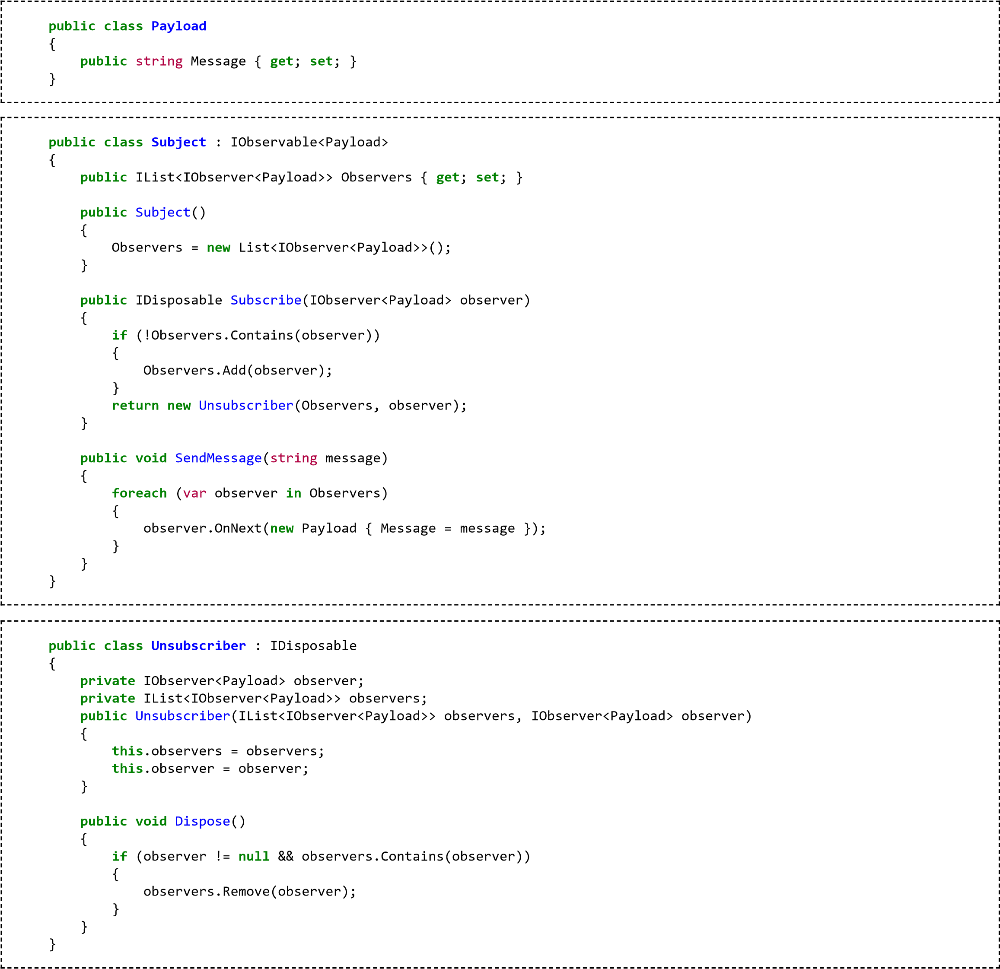 public class Payload
{
    public string Message { get; set; }
}
public class Subject : IObservable<Payload>
{
    public IList<IObserver<Payload>> Observers { get; set; }
    public Subject()
    {
        Observers = new List<IObserver<Payload>>();
    }
    public IDisposable Subscribe(IObserver<Payload> observer)
    {
        if (!Observers.Contains(observer))
        {
            Observers.Add(observer);
        }
        return new Unsubscriber(Observers, observer);
    }
    public void SendMessage(string message)
    {
        foreach (var observer in Observers)
        {
            observer.OnNext(new Payload { Message = message });
        }
    }
}
public class Unsubscriber : IDisposable
{
    private IObserver<Payload> observer;
    private IList<IObserver<Payload>> observers;
    public Unsubscriber(IList<IObserver<Payload>> observers, IObserver<Payload> observer)
    {
        this.observers = observers;
        this.observer = observer;
    }
    public void Dispose()
    {
        if (observer != null && observers.Contains(observer))
        {
            observers.Remove(observer);
        }
    }
}